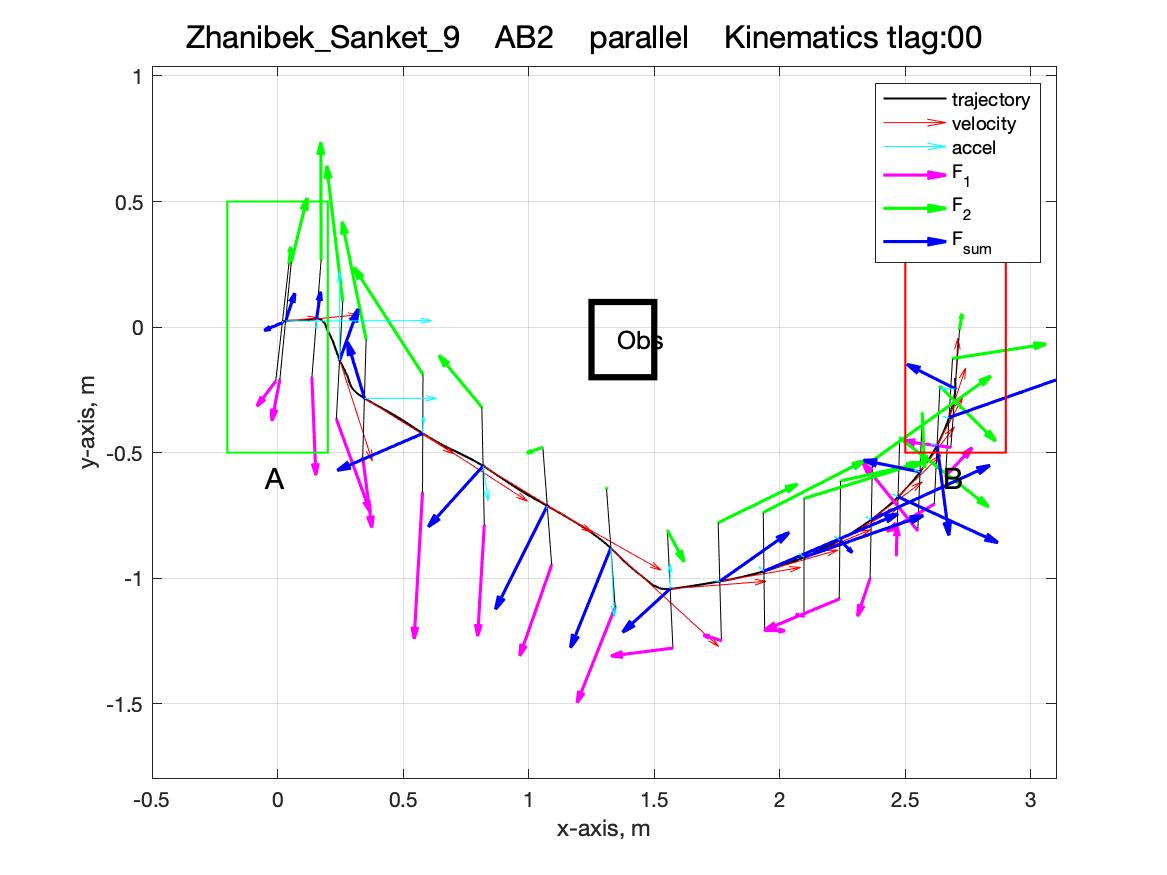 Zhanibek_Sanket_9 AB2 parallel Kinematics tlag:00
1
0.5
0
-0.5
-1
-1.5
y-axis, m
trajectory
velocity
accel
F1
F2
Fsum
Obs
A
B
-0.5 0 0.5 1 1.5 2 2.5 3
x-axis, m